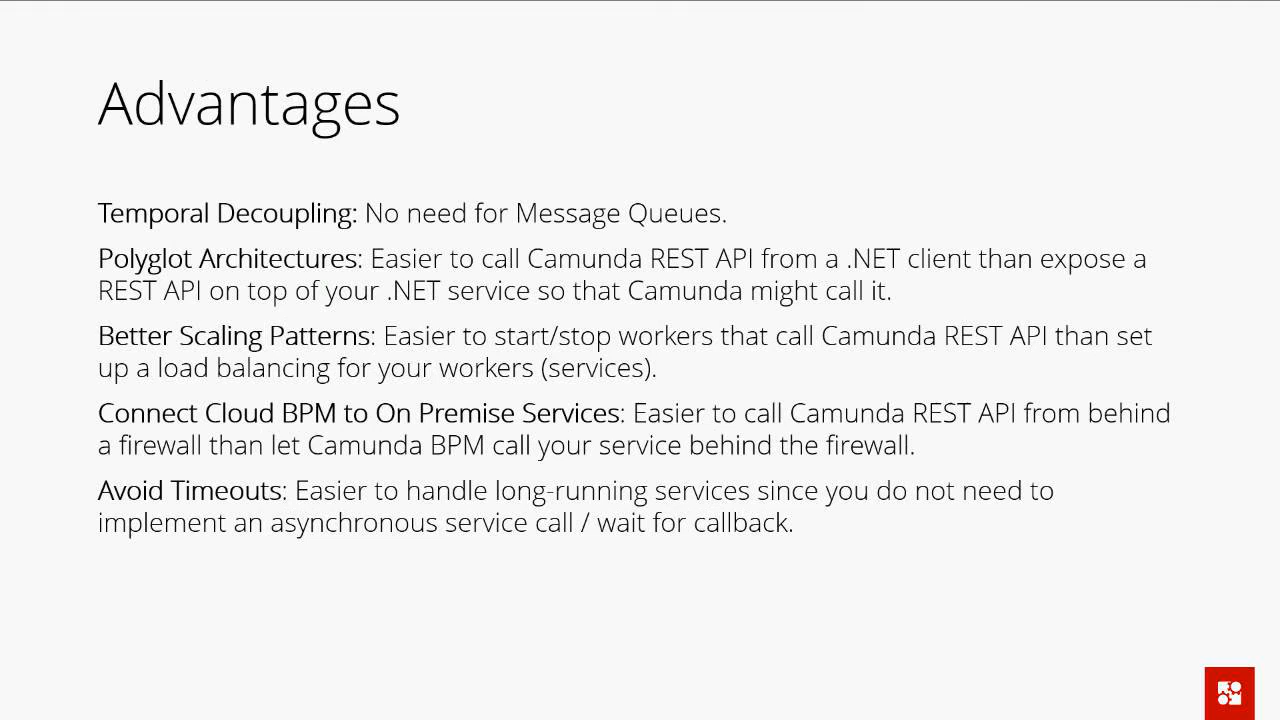 Advantages
Temporal Decoupling: No need for Message Queues.
Polyglot Architectures: Easier to call Camunda REST API from a .NET client than expose a
REST API on top of your .NET service so that Camunda might call it.
Better Scaling Patterns: Easier to start/stop workers that call Camunda REST API than set
up a load balancing for your workers (services).
Connect Cloud BPM to On Premise Services: Easier to call Camunda REST API from behind
a firewall than let Camunda BPM call your service behind the firewall.
Avoid Timeouts: Easier to handle long-running services since you do not need to
implement an asynchronous service call / wait for callback.